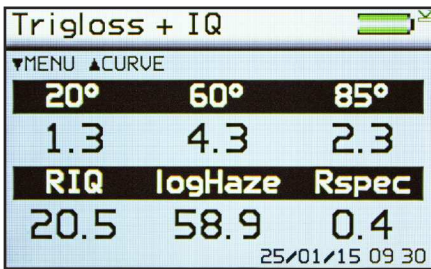 Trigloss + IQ
▼MENU ▲CURVE
20° 60° 85°
1.3 4.3 2.3
RIQ logHaze Rspec
20.5 58.9 0.4
25/01/15 09 30